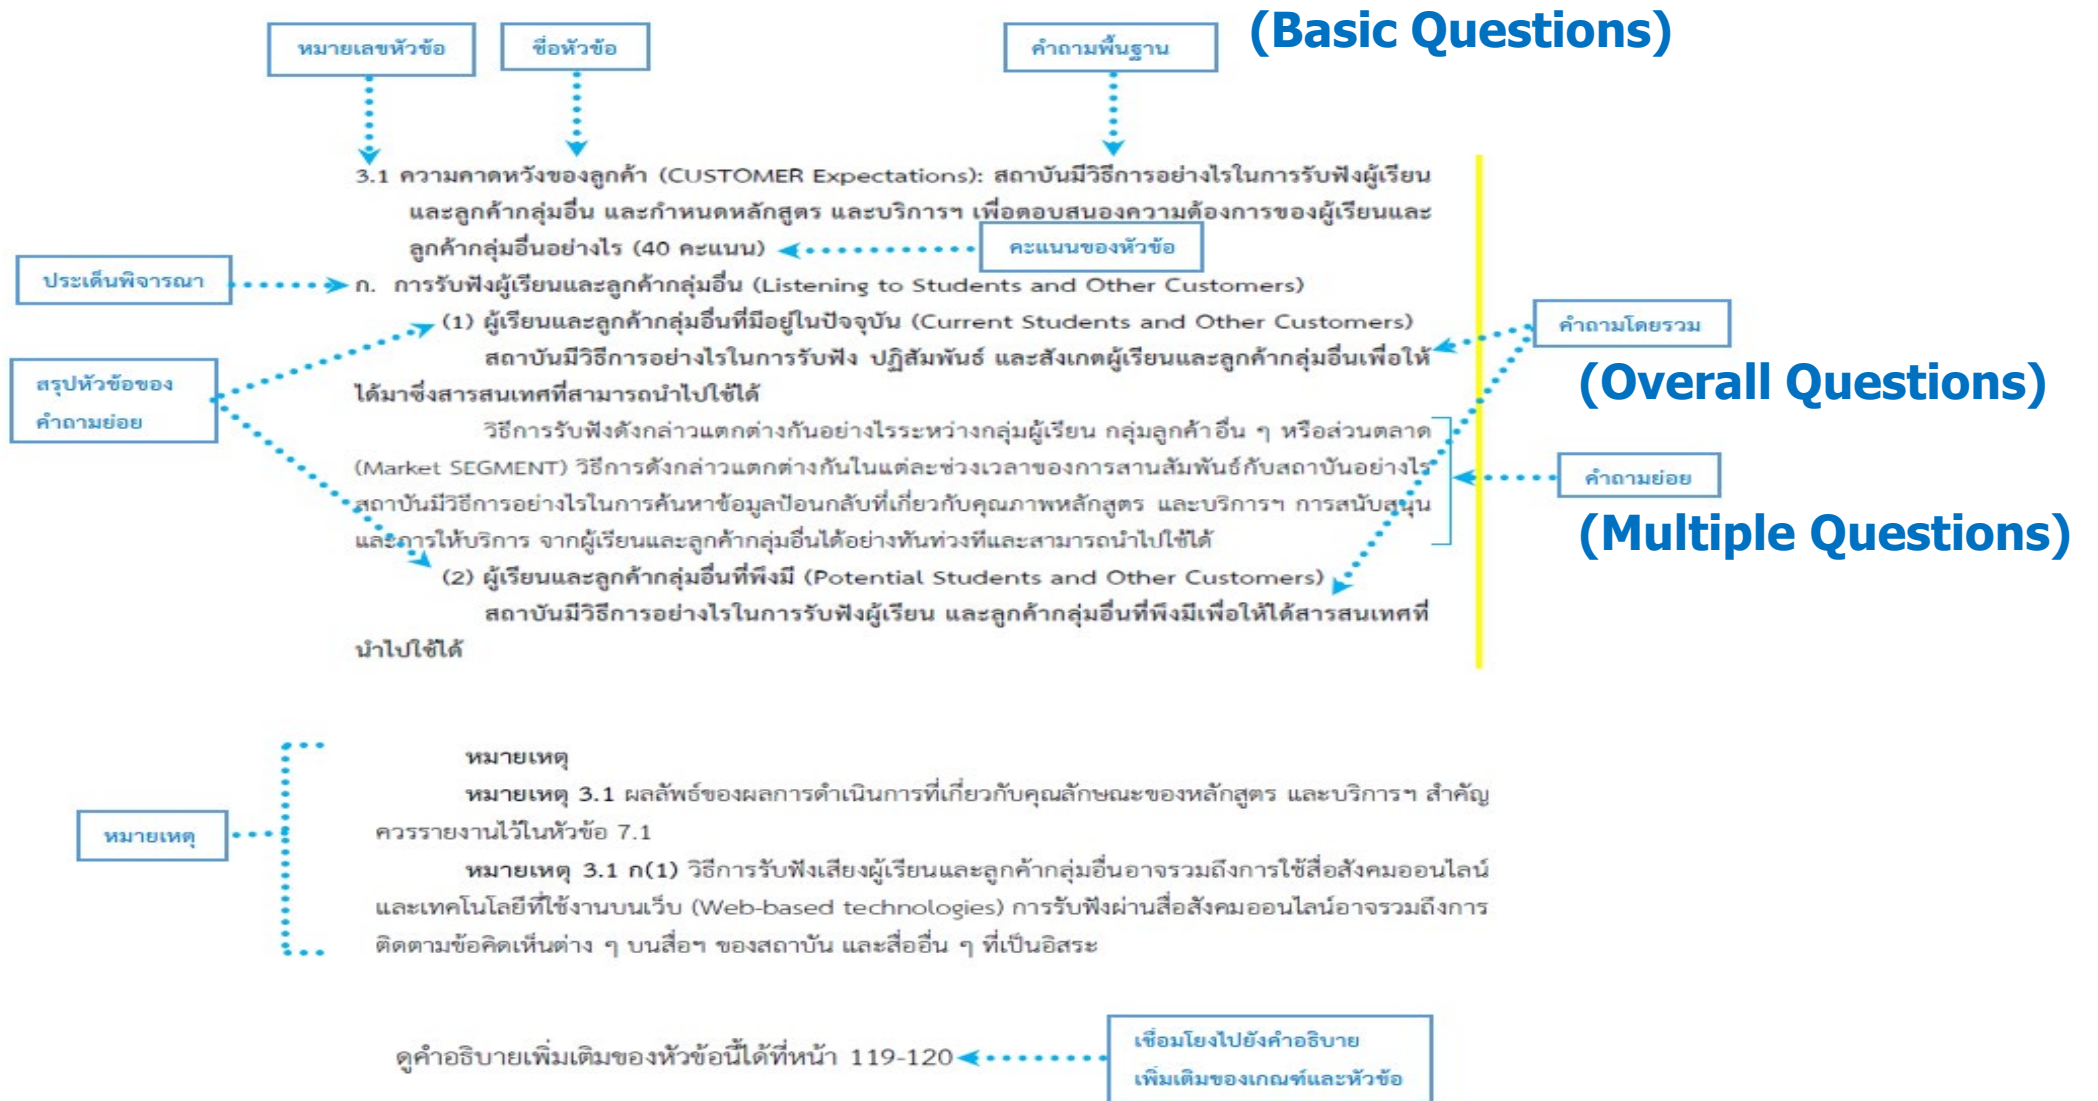 (Basic Questions)
หมายเลขหัวข้อ
ชื่อหัวข้อ
คำถามพื้นฐาน
3.1 ความคาดหวังของลูกค้า (CUSTOMER Expectations): สถาบันมีวิธีการอย่างไรในการรับฟังผู้เรียน
และลูกค้ากลุ่มอื่น และกำหนดหลักสูตร และบริการฯ เพื่อตอบสนองความต้องการของผู้เรียนและ
ลูกค้ากลุ่มอื่นอย่างไร (40 คะแนน)
คะแนนของหัวข้อ
ประเด็นพิจารณา
ก. การรับฟังผู้เรียนและลูกค้ากลุ่มอื่น (Listening to Students and Other Customers)
(1) ผู้เรียนและลูกค้ากลุ่มอื่นที่มีอยู่ในปัจจุบัน (Current Students and Other Customers)
คำถามโดยรวม
สถาบันมีวิธีการอย่างไรในการรับฟัง ปฏิสัมพันธ์ และสังเกตผู้เรียนและลูกค้ากลุ่มอื่นเพื่อให้
ได้มาซึ่งสารสนเทศที่สามารถนำไปใช้ได้
(Overall Questions)
สรุปหัวข้อของ
คำถามย่อย
วิธีการรับฟังดังกล่าวแตกต่างกันอย่างไรระหว่างกลุ่มผู้เรียน กลุ่มลูกค้าอื่น ๆ หรือส่วนตลาด
(Market SEGMENT) วิธีการดังกล่าวแตกต่างกันในแต่ละช่วงเวลาของการสานสัมพันธ์กับสถาบันอย่างไร
สถาบันมีวิธีการอย่างไรในการค้นหาข้อมูลป้อนกลับที่เกี่ยวกับคุณภาพหลักสูตร และบริการฯ การสนับสนุน
และการให้บริการ จากผู้เรียนและลูกค้ากลุ่มอื่นได้อย่างทันท่วงทีและสามารถนำไปใช้ได้
คำถามย่อย
(Multiple Questions)
(2) ผู้เรียนและลูกค้ากลุ่มอื่นที่พึงมี (Potential Students and Other Customers)
สถาบันมีวิธีการอย่างไรในการรับฟังผู้เรียน และลูกค้ากลุ่มอื่นที่พึงมีเพื่อให้ได้สารสนเทศที่
นำไปใช้ได้
หมายเหตุ
หมายเหตุ
หมายเหตุ 3.1 ผลลัพธ์ของผลการดำเนินการที่เกี่ยวกับคุณลักษณะของหลักสูตร และบริการฯ สำคัญ
ควรรายงานไว้ในหัวข้อ 7.1
หมายเหตุ 3.1 ก(1) วิธีการรับฟังเสียงผู้เรียนและลูกค้ากลุ่มอื่นอาจรวมถึงการใช้สื่อสังคมออนไลน์
และเทคโนโลยีที่ใช้งานบนเว็บ (Web-based technologies) การรับฟังผ่านสื่อสังคมออนไลน์อาจรวมถึงการ
ติดตามข้อคิดเห็นต่าง ๆ บนสื่อฯ ของสถาบัน และสื่ออื่น ๆ ที่เป็นอิสระ
ดูคำอธิบายเพิ่มเติมของหัวข้อนี้ได้ที่หน้า 119-120
เชื่อมโยงไปยังคำอธิบาย
เพิ่มเติมของเกณฑ์และหัวข้อ